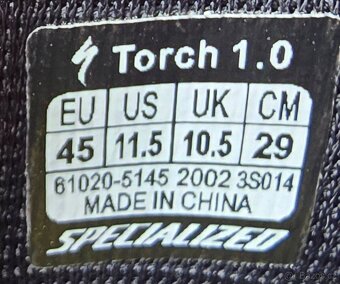 Torch 1.0
EU US UK CM
45 11.5 10.5 29
61020-5145 2002 3S014
MADE IN CHINA
SPECIALIZED